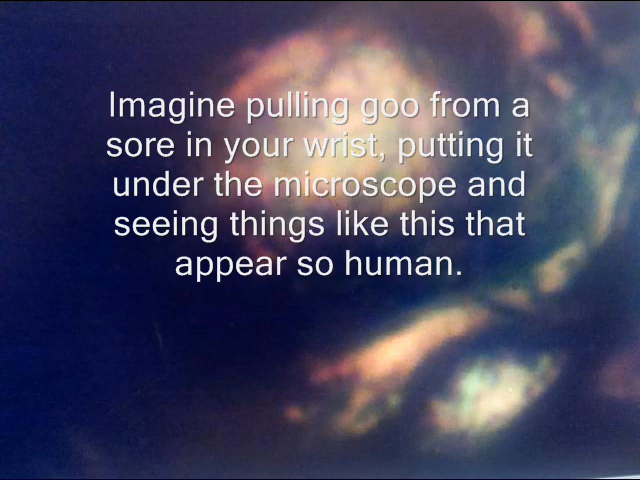 Imagine pulling goo from a
sore in your wrist, putting it
under the microscope and
seeing things like this that
appear so human.